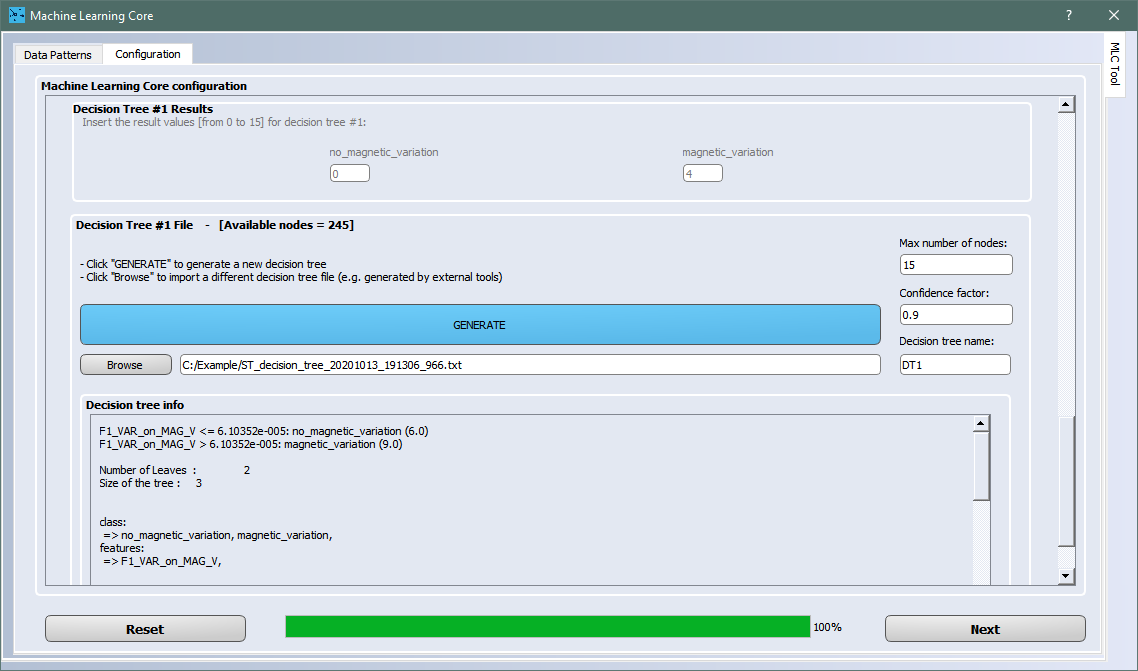 Machine Learning Core
?
Data Patterns
Configuration
MLC Tool
Machine Learning Core configuration
Decision Tree #1 Results
Insert the result values [from 0 to 15] for decision tree #1:
no_magnetic_variation
magnetic_variation
0
4
Decision Tree #1 File - [Available nodes = 245]
- Click "GENERATE" to generate a new decision tree
- Click "Browse" to import a different decision tree file (e.g. generated by external tools)
Max number of nodes:
15
Confidence factor:
0.9
Decision tree name:
DT1
GENERATE
Browse
C:/Example/ST_decision_tree_20201013_191306_966.txt
Decision tree info
F1_VAR_on_MAG_V <= 6.10352e-005: no_magnetic_variation (6.0)
F1_VAR_on_MAG_V > 6.10352e-005: magnetic_variation (9.0)
Number of Leaves : 2
Size of the tree : 3
class:
=> no_magnetic_variation, magnetic_variation,
features:
=> F1_VAR_on_MAG_V,
Reset
100%
Next